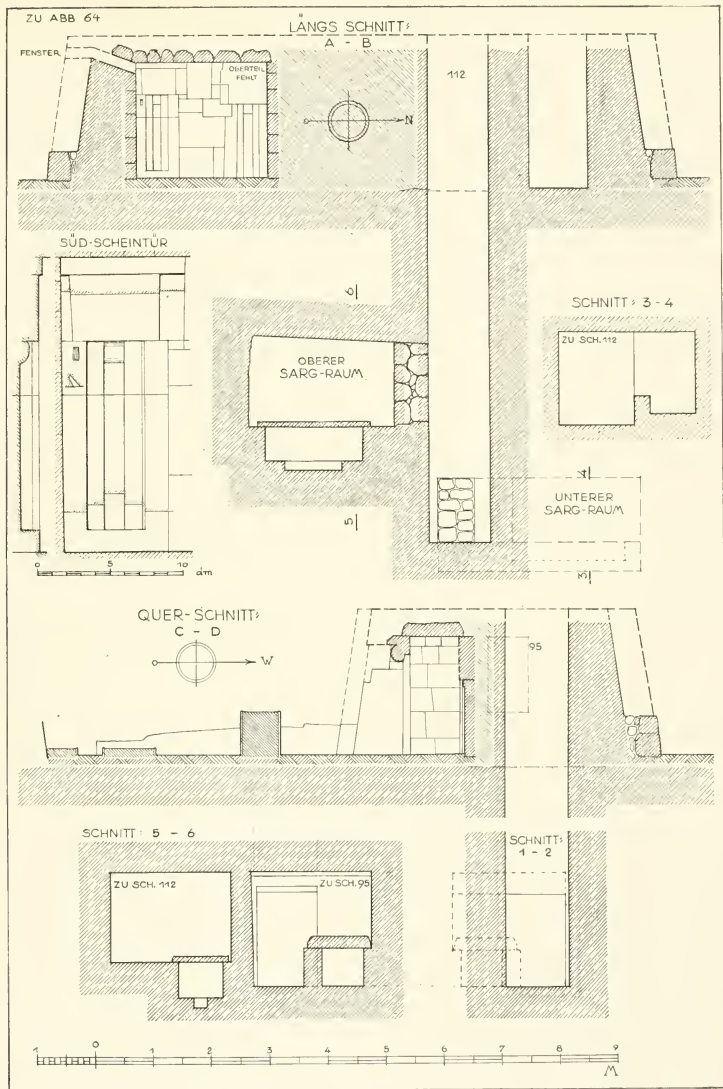 ZU ABB 64
LÄNGS SCHNITT:
A - B
FENSTER
OBERTEIL
FEHLT
112
N
SÜD-SCHEINTÜR
6
SCHNITT: 3-4
ZU SCH. 112
OBERER
SARG-RAUM
4
UNTERER
SARG-RAUM
5
3
0 5 10
dm
QUER-SCHNITT:
C - D
W
95
SCHNITT: 5 - 6
SCHNITT:
1 - 2
ZU SCH. 112
ZU SCH. 95
1 0 1 2 3 4 5 6 7 8 9
M